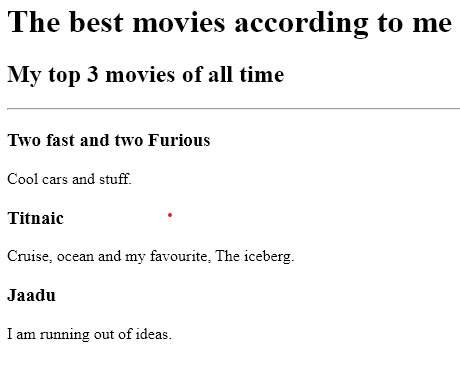 The best movies according to me
My top 3 movies of all time
Two fast and two Furious
Cool cars and stuff.
Titnaic
Cruise, ocean and my favourite, The iceberg.
Jaadu
I am running out of ideas.